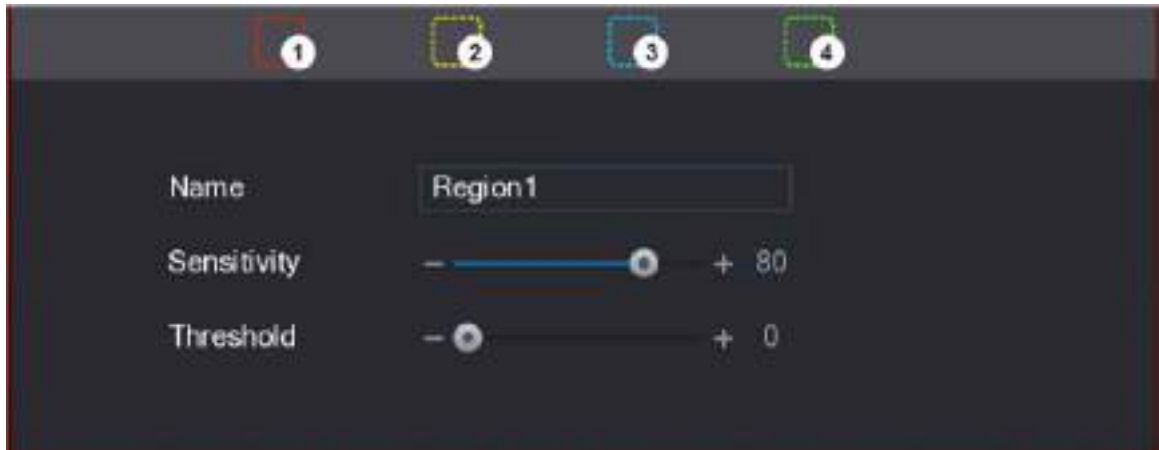 1 2 3 4
Name Region1
Sensitivity − + 80
Threshold − + 0